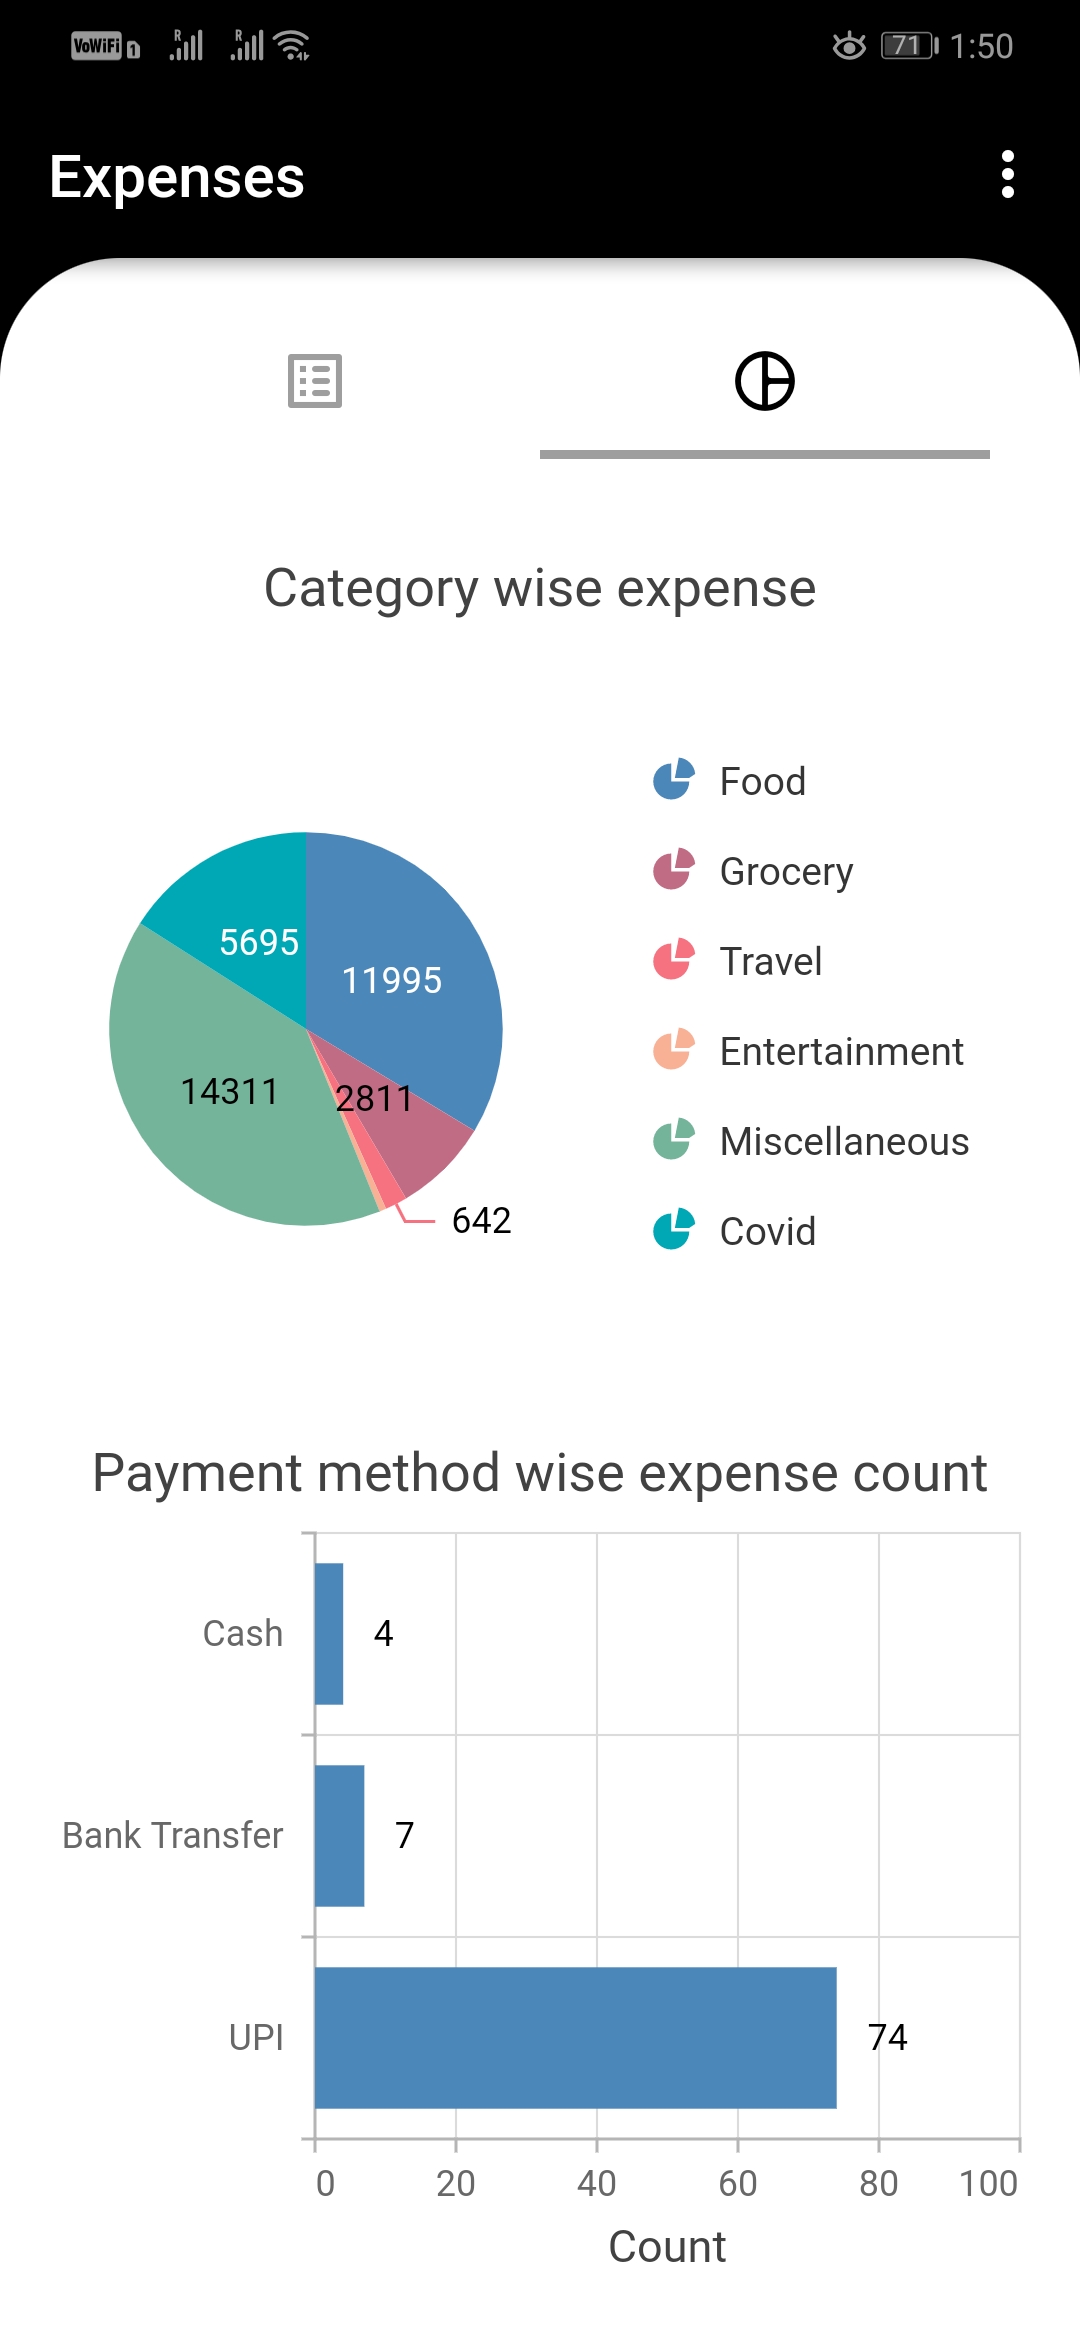 VoWiFi 1 R R 71 1:50
Expenses
Category wise expense
Food
Grocery
Travel
Entertainment
Miscellaneous
Covid
5695
11995
14311
2811
642
Payment method wise expense count
Cash 4
Bank Transfer 7
UPI 74
0 20 40 60 80 100
Count